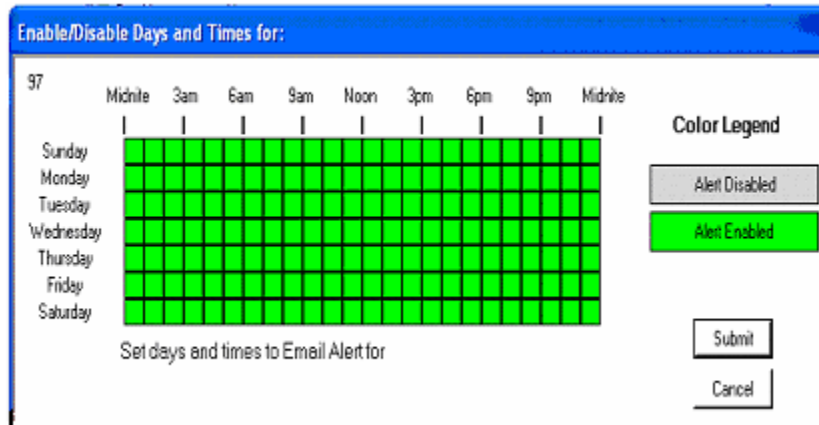 Enable/Disable Days and Times for:
97
Midnite 3am 6am 9am Noon 3pm 6pm 9pm Midnite
Color Legend
Sunday
Monday
Tuesday
Wednesday
Thursday
Friday
Saturday
Alert Disabled
Alert Enabled
Set days and times to Email Alert for
Submit
Cancel